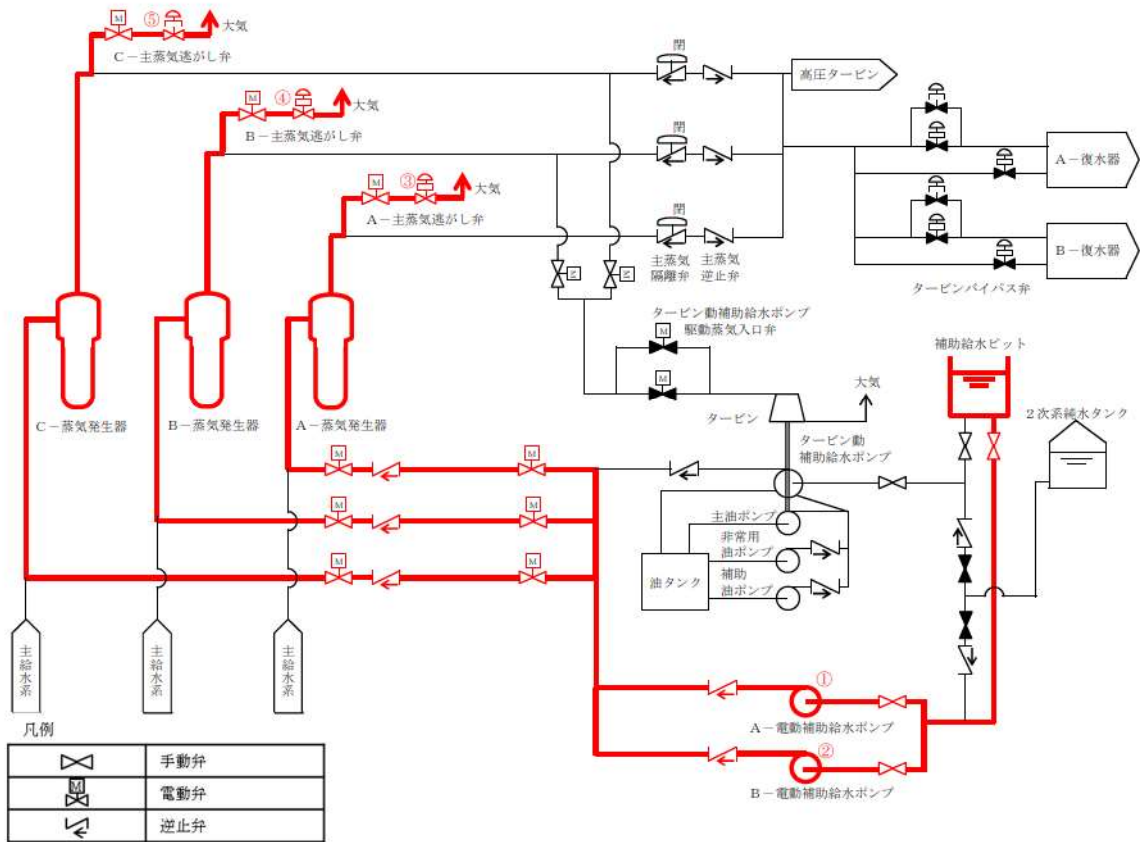 M
⑤
大気
C－主蒸気逃がし弁
閉
高圧タービン
M
④
大気
B－主蒸気逃がし弁
閉
A－復水器
M
③
大気
A－主蒸気逃がし弁
閉
主蒸気
隔離弁
主蒸気
逆止弁
B－復水器
タービンバイパス弁
M
M
タービン動補助給水ポンプ
駆動蒸気入口弁
M
M
補助給水ピット
大気
タービン
2次系純水タンク
C－蒸気発生器
B－蒸気発生器
A－蒸気発生器
タービン動
補助給水ポンプ
M
M
M
M
M
M
主油ポンプ
非常用
油ポンプ
補助
油ポンプ
油タンク
主給水系
主給水系
主給水系
①
A－電動補助給水ポンプ
②
B－電動補助給水ポンプ
凡例
手動弁
M
電動弁
逆止弁